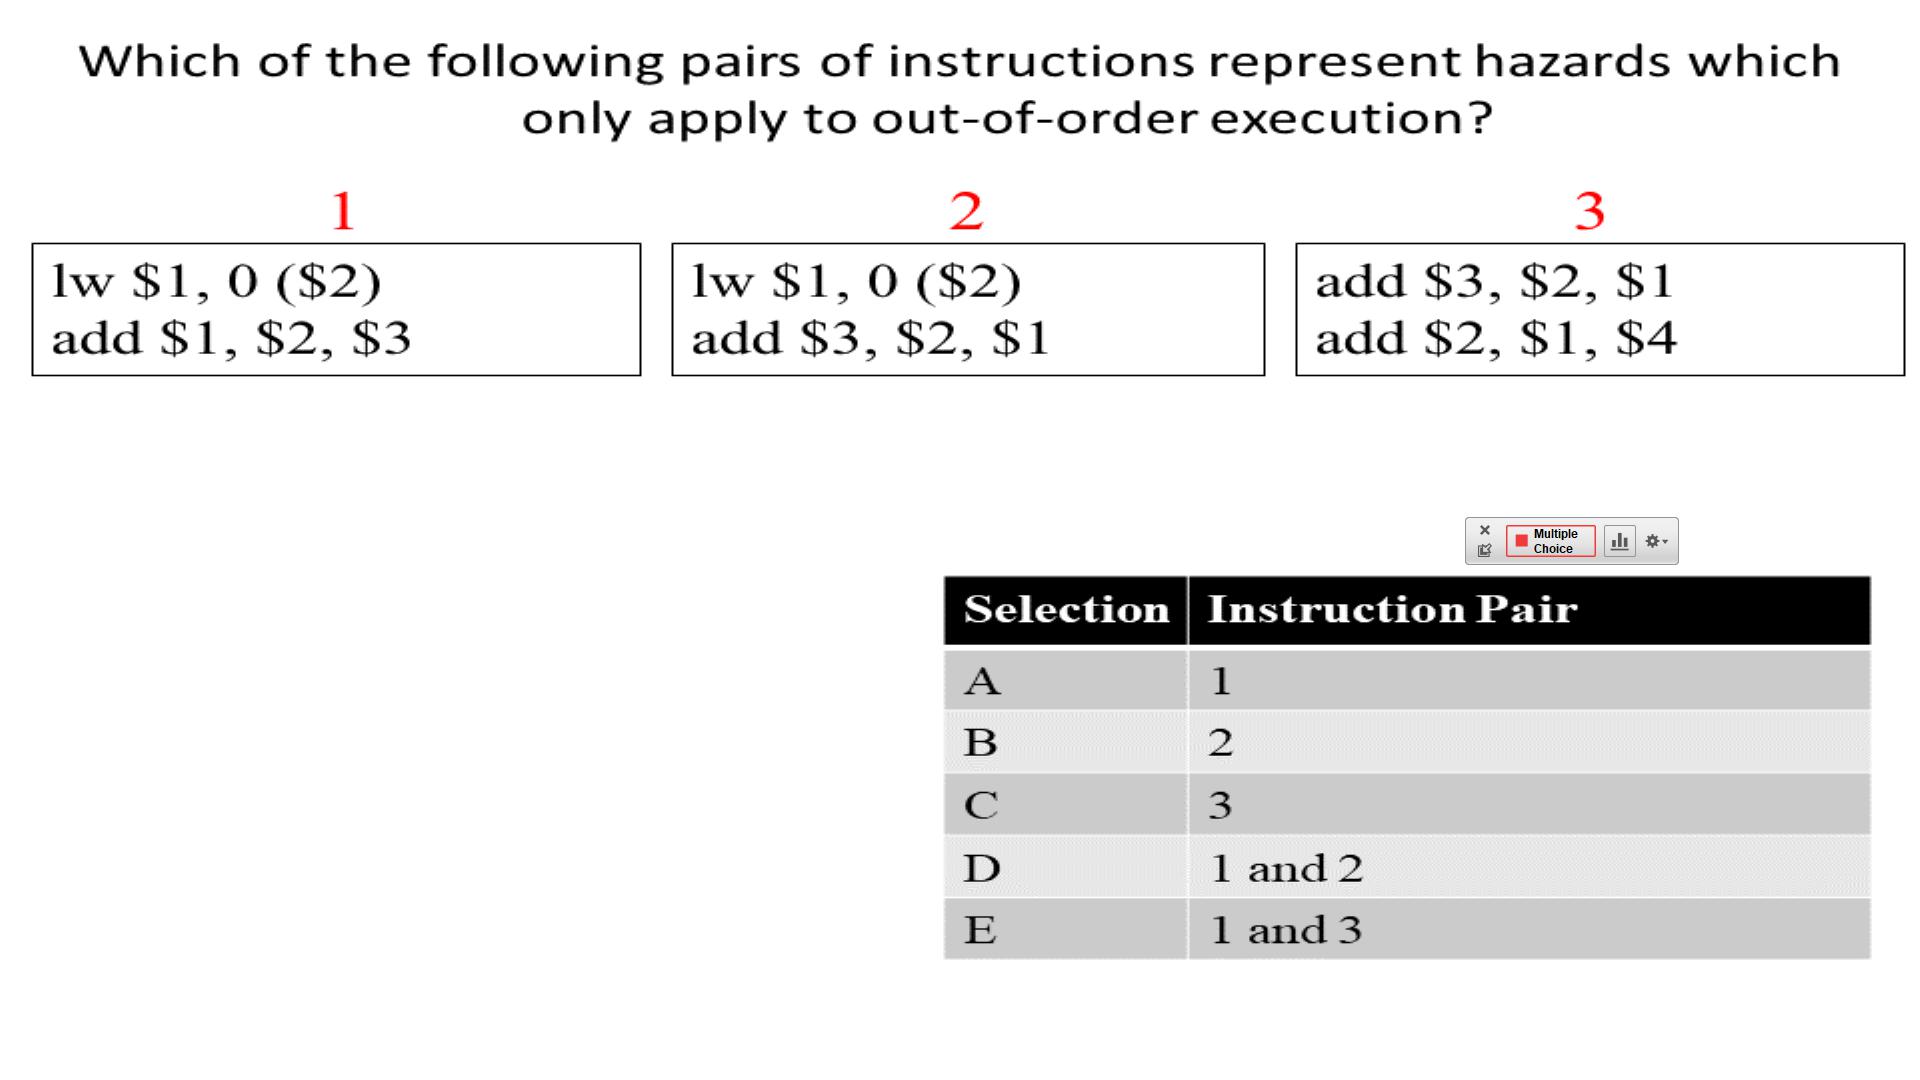 Which of the following pairs of instructions represent hazards which
only apply to out-of-order execution?
1
lw $1, 0 ($2)
add $1, $2, $3
2
lw $1, 0 ($2)
add $3, $2, $1
3
add $3, $2, $1
add $2, $1, $4
Multiple
Choice
Selection Instruction Pair
A 1
B 2
C 3
D 1 and 2
E 1 and 3